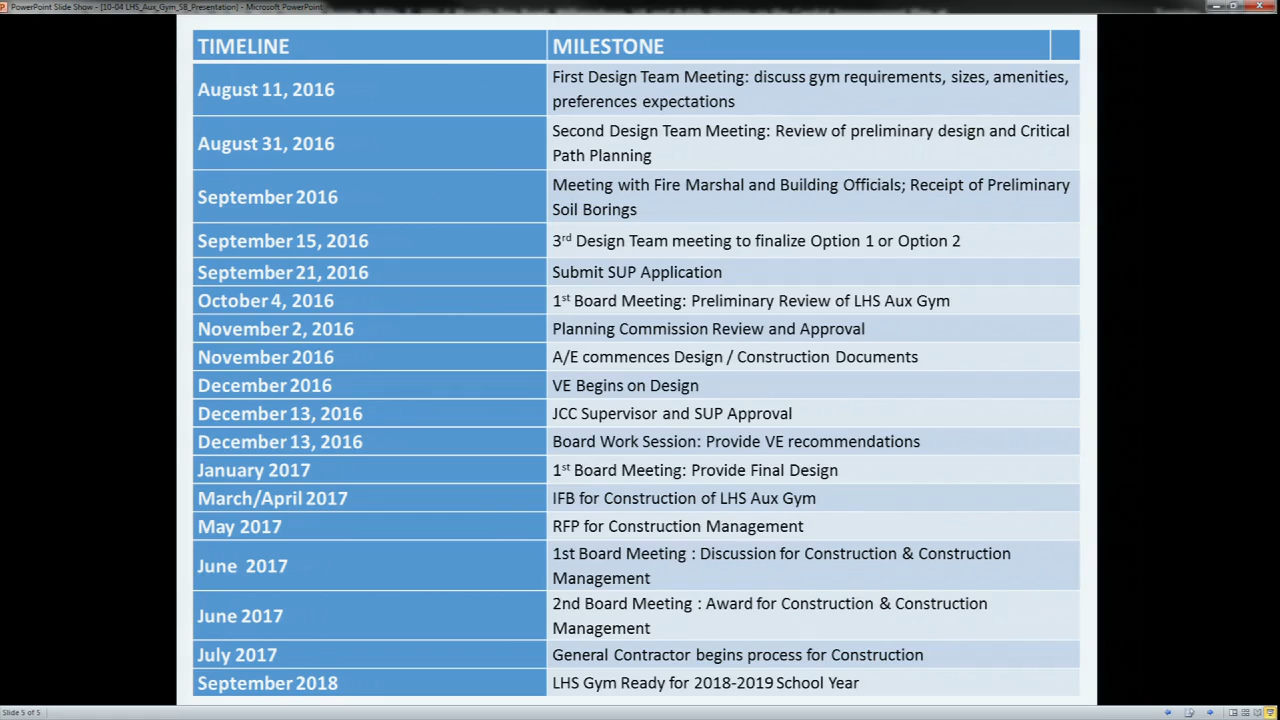 PowerPoint Slide Show - [10-04 LHS_Aux_Gym_SB_Presentation] - Microsoft PowerPoint
TIMELINE MILESTONE
August 11, 2016 First Design Team Meeting: discuss gym requirements, sizes, amenities,
preferences expectations
August 31, 2016 Second Design Team Meeting: Review of preliminary design and Critical
Path Planning
September 2016 Meeting with Fire Marshal and Building Officials; Receipt of Preliminary
Soil Borings
September 15, 2016 3rd Design Team meeting to finalize Option 1 or Option 2
September 21, 2016 Submit SUP Application
October 4, 2016 1st Board Meeting: Preliminary Review of LHS Aux Gym
November 2, 2016 Planning Commission Review and Approval
November 2016 A/E commences Design / Construction Documents
December 2016 VE Begins on Design
December 13, 2016 JCC Supervisor and SUP Approval
December 13, 2016 Board Work Session: Provide VE recommendations
January 2017 1st Board Meeting: Provide Final Design
March/April 2017 IFB for Construction of LHS Aux Gym
May 2017 RFP for Construction Management
June 2017 1st Board Meeting : Discussion for Construction & Construction
Management
June 2017 2nd Board Meeting : Award for Construction & Construction
Management
July 2017 General Contractor begins process for Construction
September 2018 LHS Gym Ready for 2018-2019 School Year
Slide 5 of 5